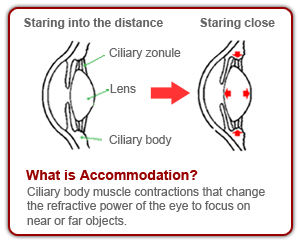 Staring into the distance
Staring close
Ciliary zonule
Lens
Ciliary body
What is Accommodation?
Ciliary body muscle contractions that change
the refractive power of the eye to focus on
near or far objects.